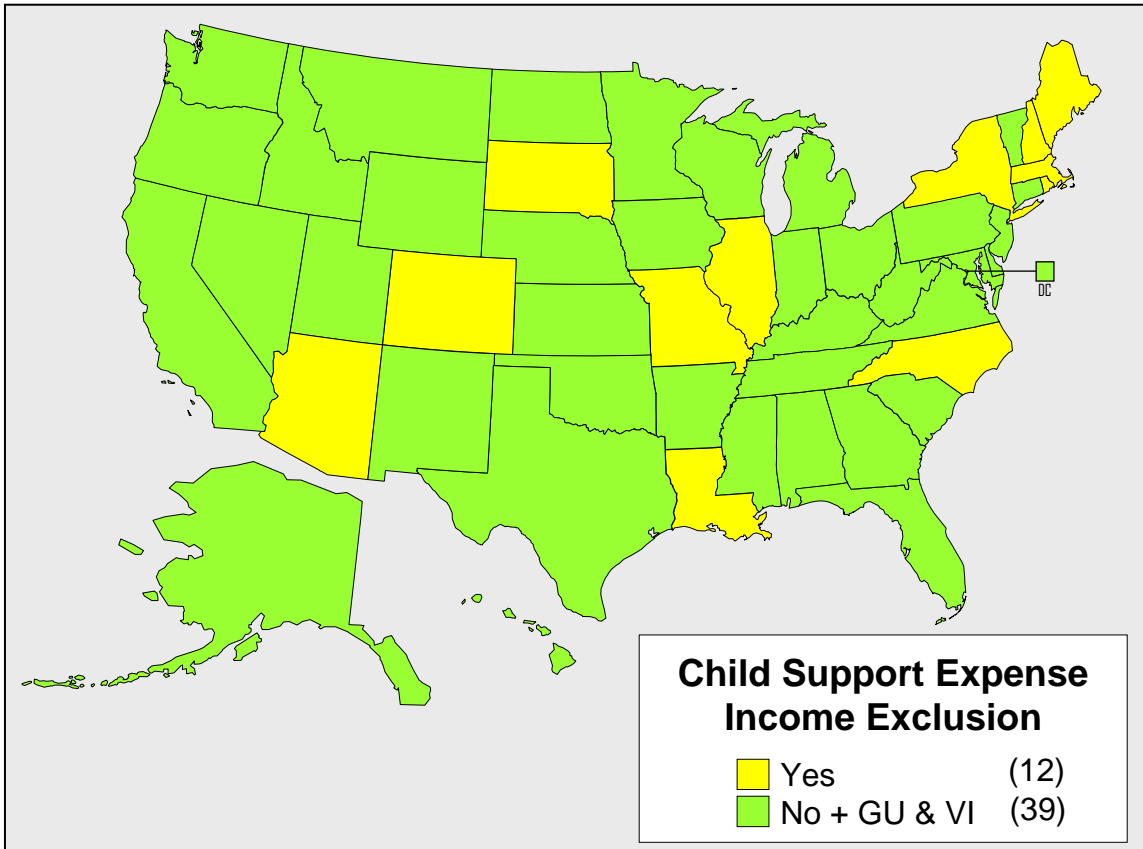 DC
Child Support Expense
Income Exclusion
Yes (12)
No + GU & VI (39)